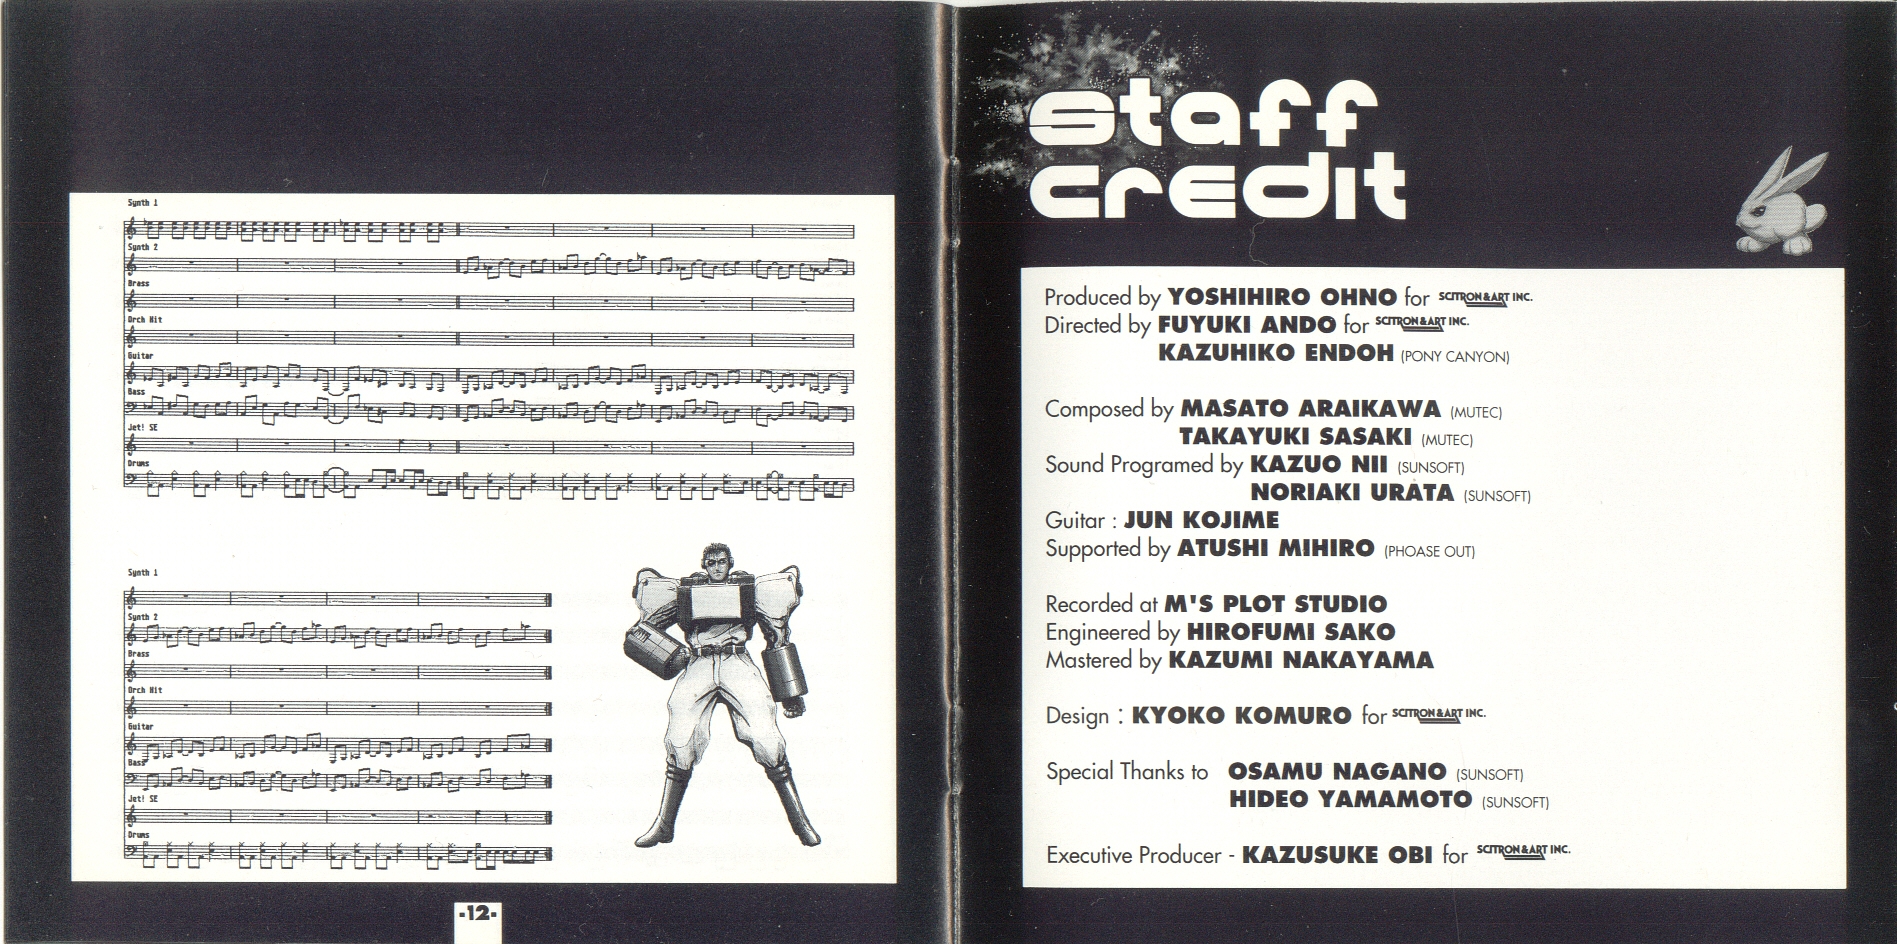 Synth 1
Synth 2
Brass
Orch Hit
Guitar
Bass
Jet! SE
Drums
Synth 1
Synth 2
Brass
Orch Hit
Guitar
Bass
Jet! SE
Drums
-12-
staff
credit
Produced by YOSHIHIRO OHNO for SCITRON & ART INC.
Directed by FUYUKI ANDO for SCITRON & ART INC.
KAZUHIKO ENDOH (PONY CANYON)
Composed by MASATO ARAIKAWA (MUTEC)
TAKAYUKI SASAKI (MUTEC)
Sound Programed by KAZUO NII (SUNSOFT)
NORIAKI URATA (SUNSOFT)
Guitar : JUN KOJIME
Supported by ATUSHI MIHIRO (PHOASE OUT)
Recorded at M'S PLOT STUDIO
Engineered by HIROFUMI SAKO
Mastered by KAZUMI NAKAYAMA
Design : KYOKO KOMURO for SCITRON & ART INC.
Special Thanks to OSAMU NAGANO (SUNSOFT)
HIDEO YAMAMOTO (SUNSOFT)
Executive Producer - KAZUSUKE OBI for SCITRON & ART INC.